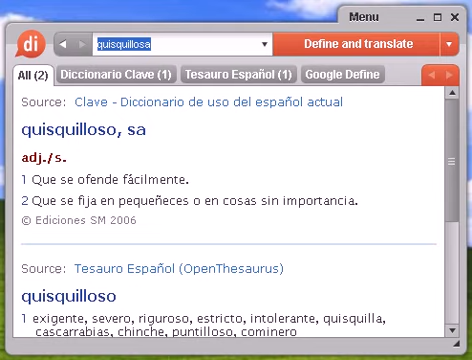 Menu
di
quisquillosa
Define and translate
All (2)
Diccionario Clave (1)
Tesauro Español (1)
Google Define
Source: Clave - Diccionario de uso del español actual
quisquilloso, sa
adj./s.
1 Que se ofende fácilmente.
2 Que se fija en pequeñeces o en cosas sin importancia.
© Ediciones SM 2006
Source: Tesauro Español (OpenThesaurus)
quisquilloso
1 exigente, severo, riguroso, estricto, intolerante, quisquilla,
cascarrabias, chinche, puntilloso, cominero